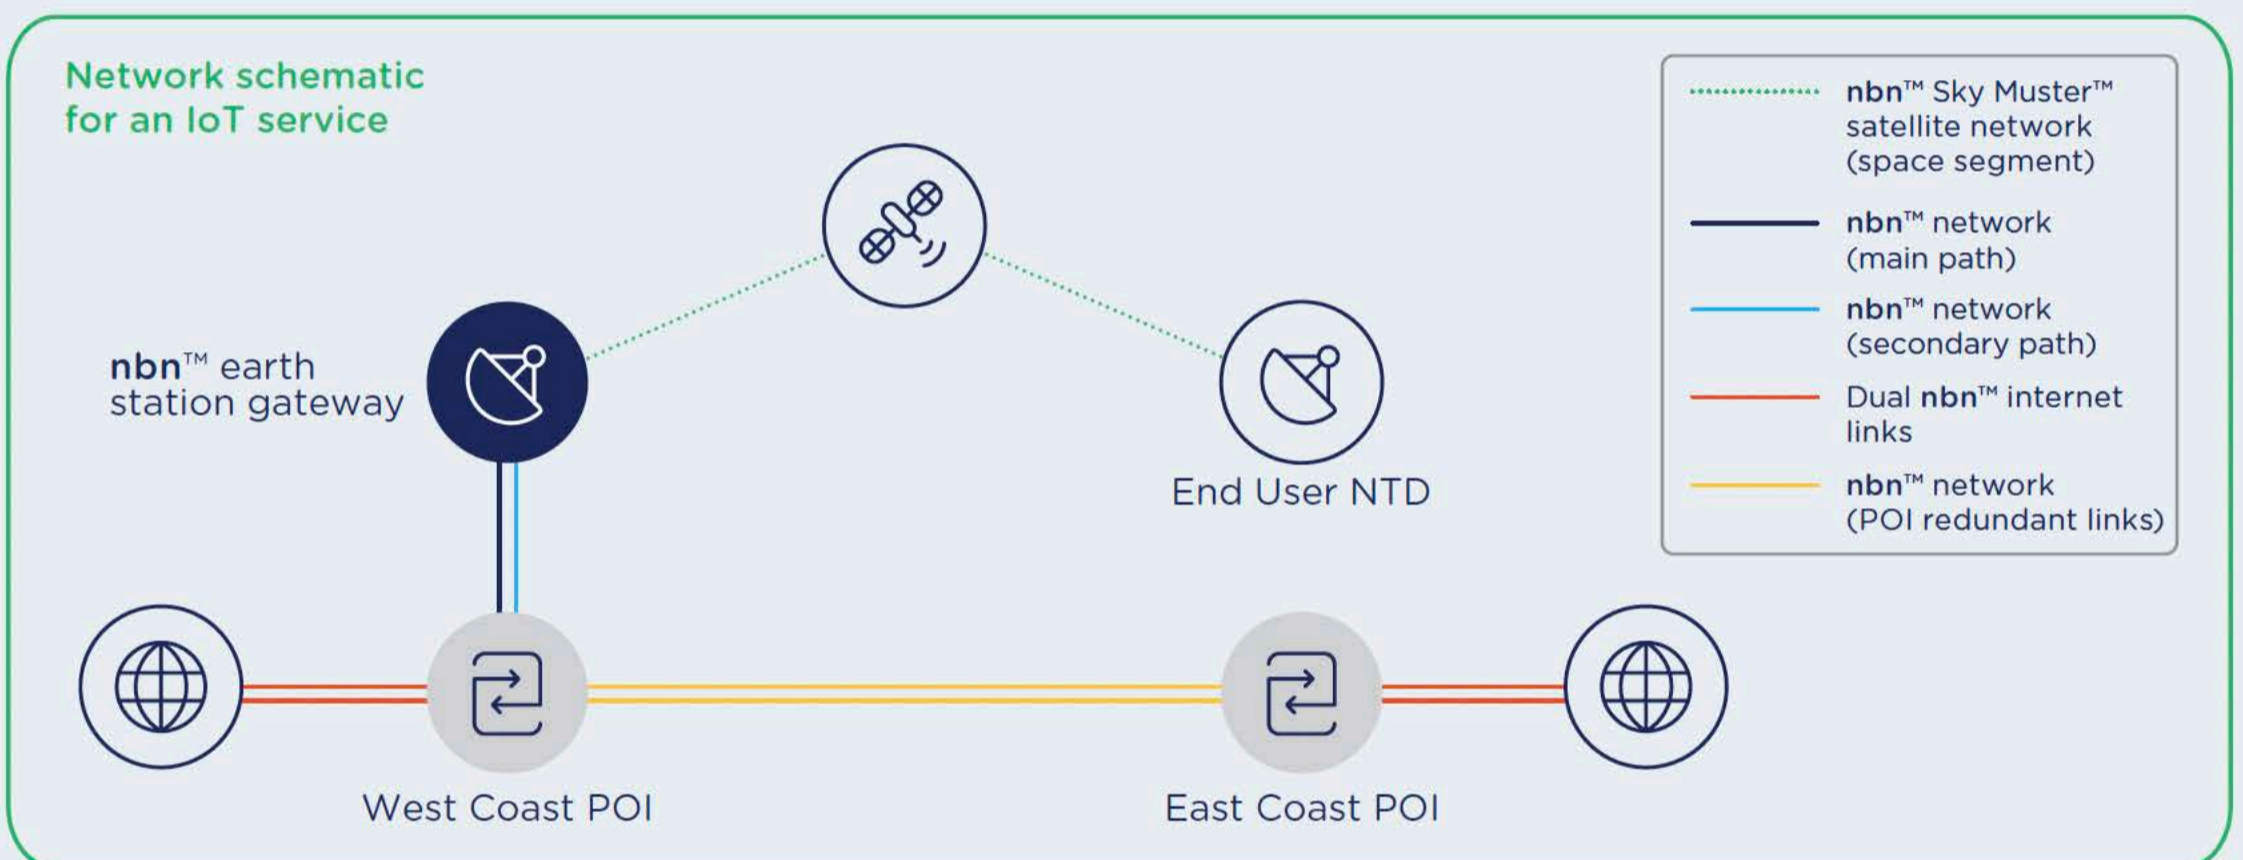 Network schematic
for an IoT service
nbn™ earth
station gateway
End User NTD
West Coast POI
East Coast POI
nbn™ Sky Muster™
satellite network
(space segment)
nbn™ network
(main path)
nbn™ network
(secondary path)
Dual nbn™ internet
links
nbn™ network
(POI redundant links)